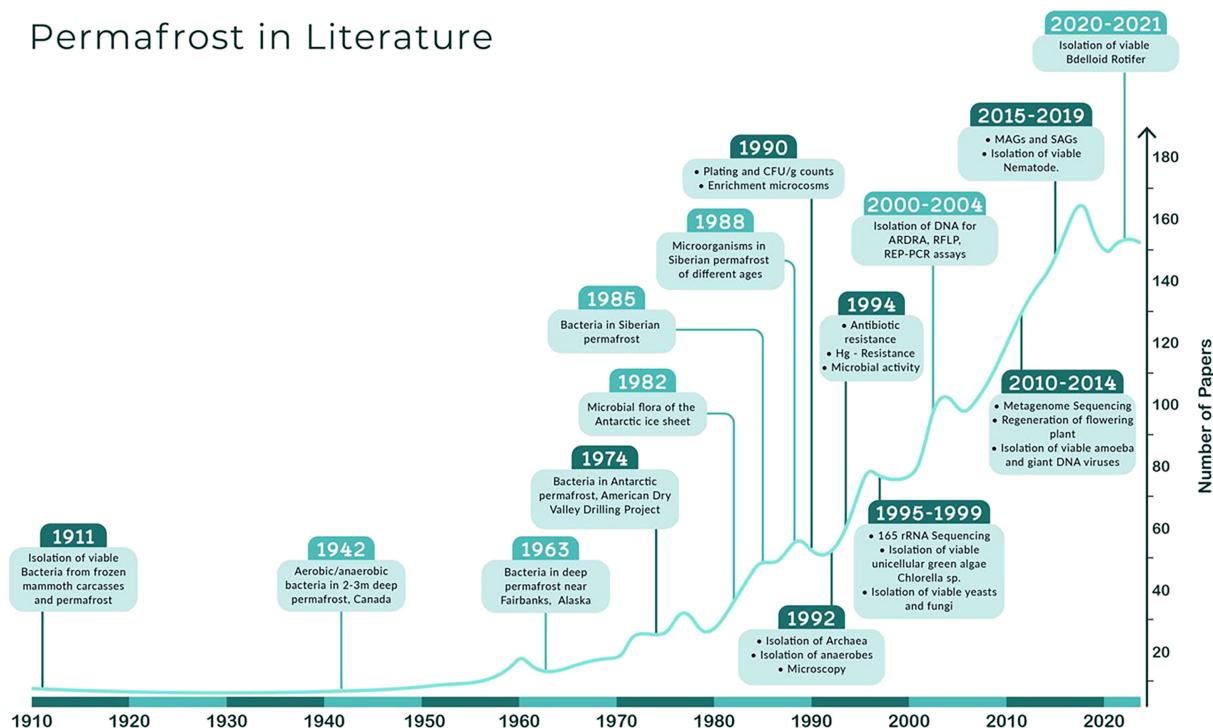 Permafrost in Literature
2020-2021
Isolation of viable
Bdelloid Rotifer
2015-2019
• MAGs and SAGs
• Isolation of viable
Nematode.
1990
• Plating and CFU/g counts
• Enrichment microcosms
2000-2004
Isolation of DNA for
ARDRA, RFLP,
REP-PCR assays
1988
Microorganisms in
Siberian permafrost
of different ages
1985
Bacteria in Siberian
permafrost
1994
• Antibiotic
resistance
• Hg - Resistance
• Microbial activity
1982
Microbial flora of the
Antarctic ice sheet
2010-2014
• Metagenome Sequencing
• Regeneration of flowering
plant
• Isolation of viable amoeba
and giant DNA viruses
1974
Bacteria in Antarctic
permafrost, American Dry
Valley Drilling Project
1995-1999
• 165 rRNA Sequencing
• Isolation of viable
unicellular green algae
Chlorella sp.
• Isolation of viable yeasts
and fungi
1911
Isolation of viable
Bacteria from frozen
mammoth carcasses
and permafrost
1942
Aerobic/anaerobic
bacteria in 2-3m deep
permafrost, Canada
1963
Bacteria in deep
permafrost near
Fairbanks, Alaska
1992
• Isolation of Archaea
• Isolation of anaerobes
• Microscopy
180
160
140
120
100
80
60
40
20
Number of Papers
1910 1920 1930 1940 1950 1960 1970 1980 1990 2000 2010 2020